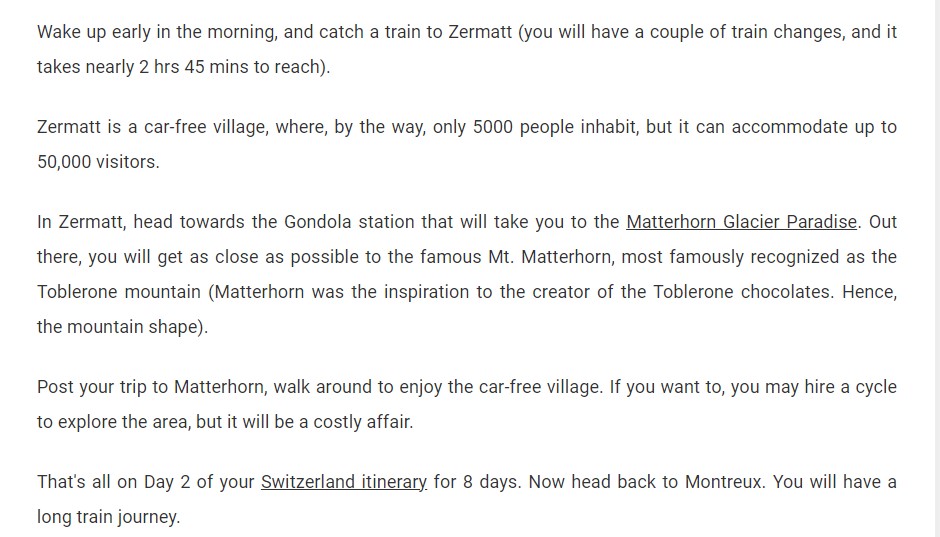 Wake up early in the morning, and catch a train to Zermatt (you will have a couple of train changes, and it
takes nearly 2 hrs 45 mins to reach).
Zermatt is a car-free village, where, by the way, only 5000 people inhabit, but it can accommodate up to
50,000 visitors.
In Zermatt, head towards the Gondola station that will take you to the Matterhorn Glacier Paradise. Out
there, you will get as close as possible to the famous Mt. Matterhorn, most famously recognized as the
Toblerone mountain (Matterhorn was the inspiration to the creator of the Toblerone chocolates. Hence,
the mountain shape).
Post your trip to Matterhorn, walk around to enjoy the car-free village. If you want to, you may hire a cycle
to explore the area, but it will be a costly affair.
That's all on Day 2 of your Switzerland itinerary for 8 days. Now head back to Montreux. You will have a
long train journey.